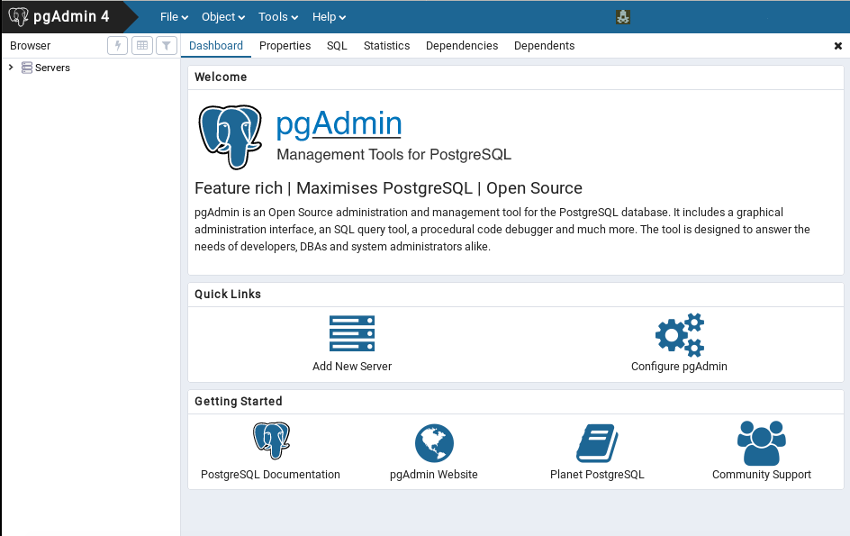 pgAdmin 4
File
Object
Tools
Help
Browser
Dashboard
Properties
SQL
Statistics
Dependencies
Dependents
Servers
Welcome
pgAdmin
Management Tools for PostgreSQL
Feature rich | Maximises PostgreSQL | Open Source
pgAdmin is an Open Source administration and management tool for the PostgreSQL database. It includes a graphical
administration interface, an SQL query tool, a procedural code debugger and much more. The tool is designed to answer the
needs of developers, DBAs and system administrators alike.
Quick Links
Add New Server
Configure pgAdmin
Getting Started
PostgreSQL Documentation
pgAdmin Website
Planet PostgreSQL
Community Support